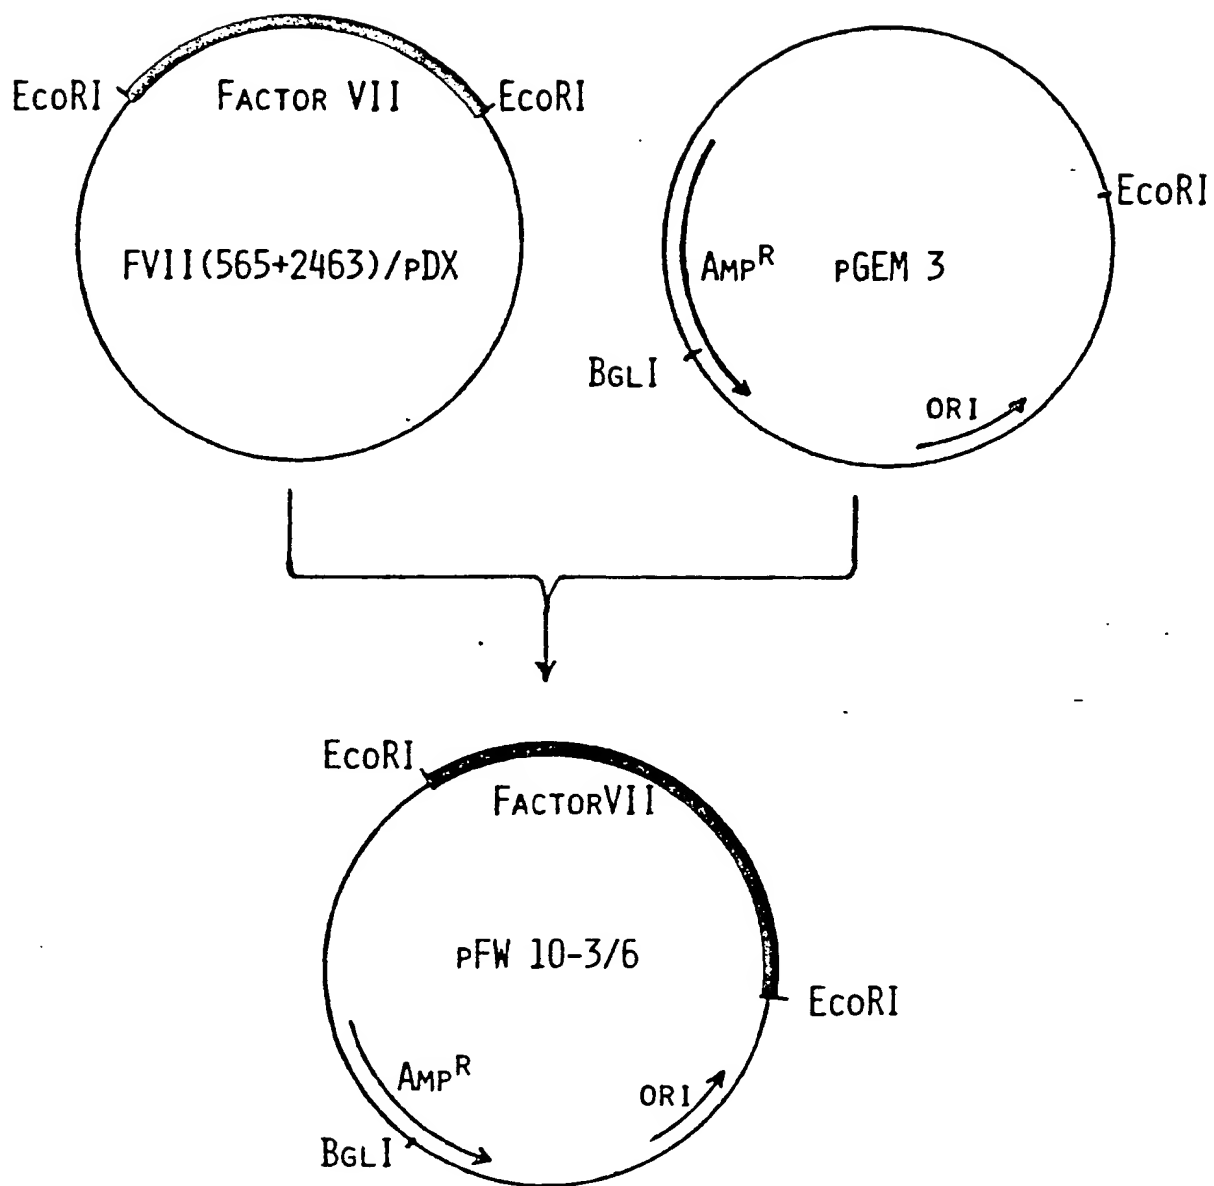 EcoRI
FACTOR VII
EcoRI
FVII(565+2463)/pDX
EcoRI
AmpR
pGEM 3
BglI
ORI
EcoRI
FACTORVII
pFW 10-3/6
EcoRI
AmpR
ORI
BglI